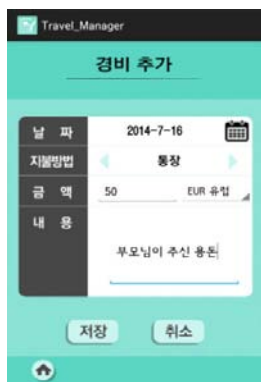 Travel_Manager
경비 추가
날 짜 2014-7-16
지불방법 통장
금 액 50 EUR 유럽
내 용
부모님이 주신 용돈
저장 취소